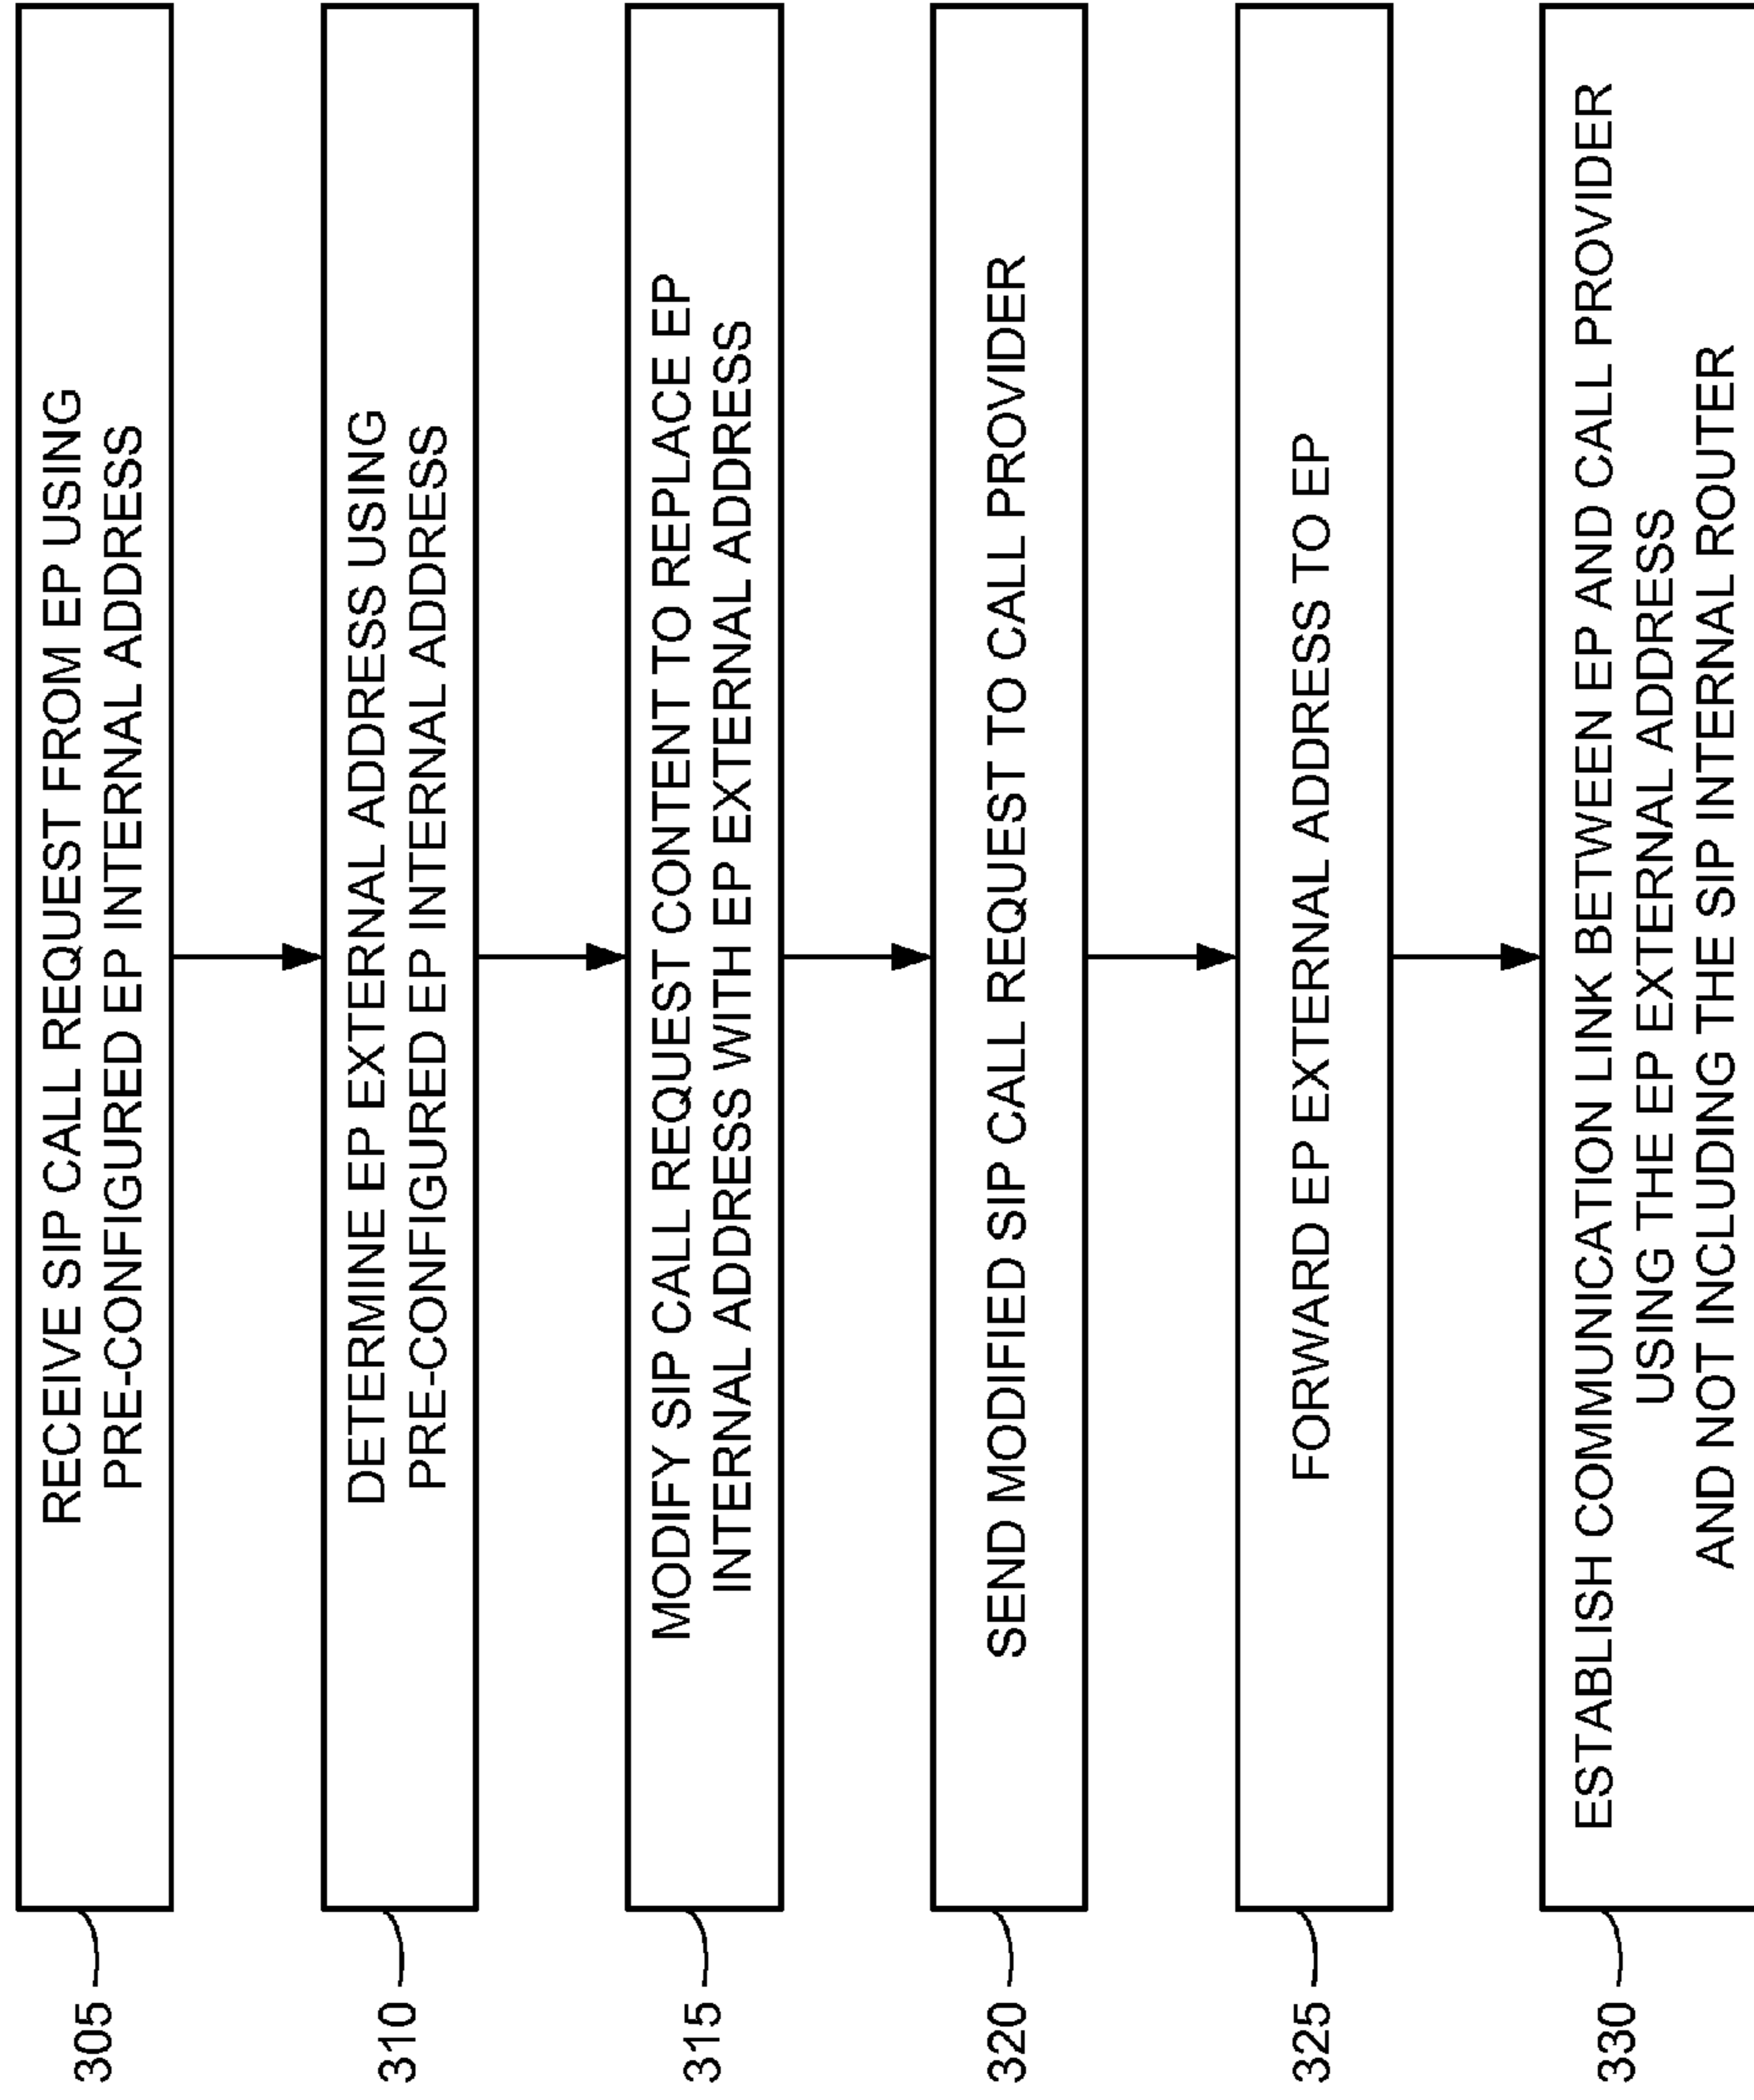 305
RECEIVE SIP CALL REQUEST FROM EP USING
PRE-CONFIGURED EP INTERNAL ADDRESS
310
DETERMINE EP EXTERNAL ADDRESS USING
PRE-CONFIGURED EP INTERNAL ADDRESS
315
MODIFY SIP CALL REQUEST CONTENT TO REPLACE EP
INTERNAL ADDRESS WITH EP EXTERNAL ADDRESS
320
SEND MODIFIED SIP CALL REQUEST TO CALL PROVIDER
325
FORWARD EP EXTERNAL ADDRESS TO EP
330
ESTABLISH COMMUNICATION LINK BETWEEN EP AND CALL PROVIDER
USING THE EP EXTERNAL ADDRESS
AND NOT INCLUDING THE SIP INTERNAL ROUTER